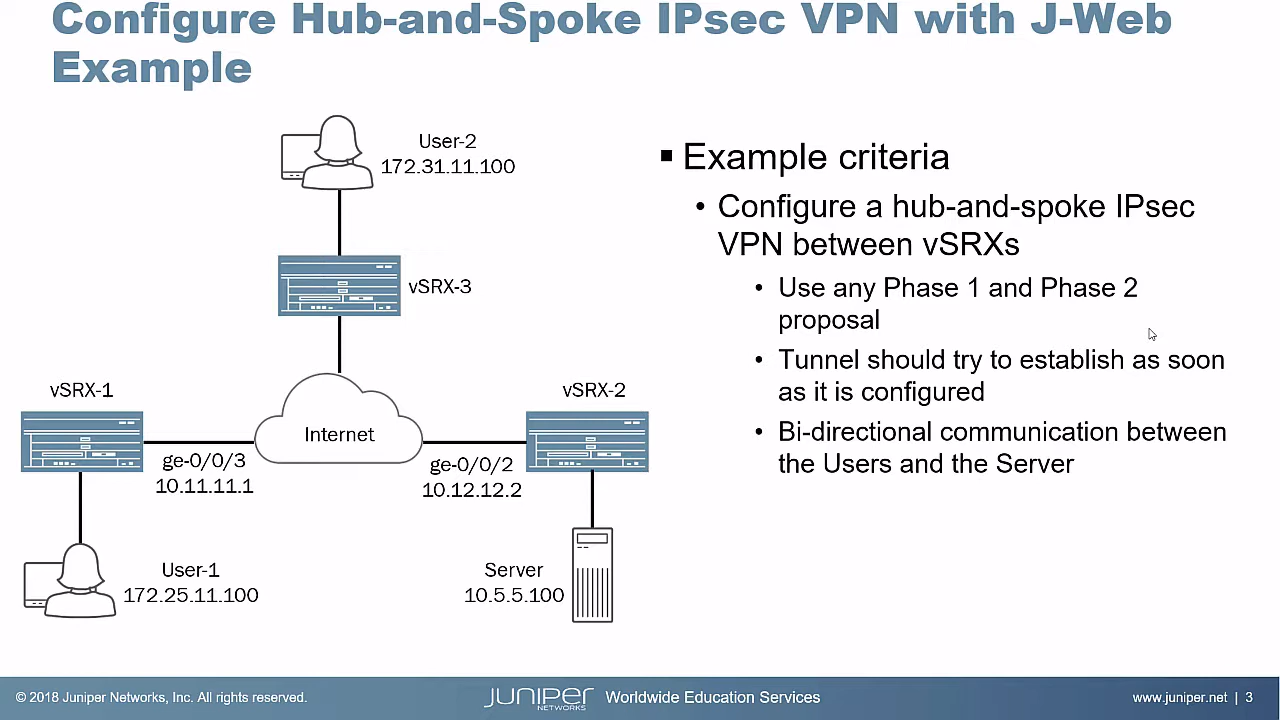 Configure Hub-and-Spoke IPsec VPN with J-Web
Example
User-2
172.31.11.100
vSRX-3
vSRX-1
vSRX-2
Internet
ge-0/0/3
10.11.11.1
ge-0/0/2
10.12.12.2
User-1
172.25.11.100
Server
10.5.5.100
▪ Example criteria
• Configure a hub-and-spoke IPsec
VPN between vSRXs
• Use any Phase 1 and Phase 2
proposal
• Tunnel should try to establish as soon
as it is configured
• Bi-directional communication between
the Users and the Server
© 2018 Juniper Networks, Inc. All rights reserved.
JUNIPER
NETWORKS
Worldwide Education Services
www.juniper.net | 3